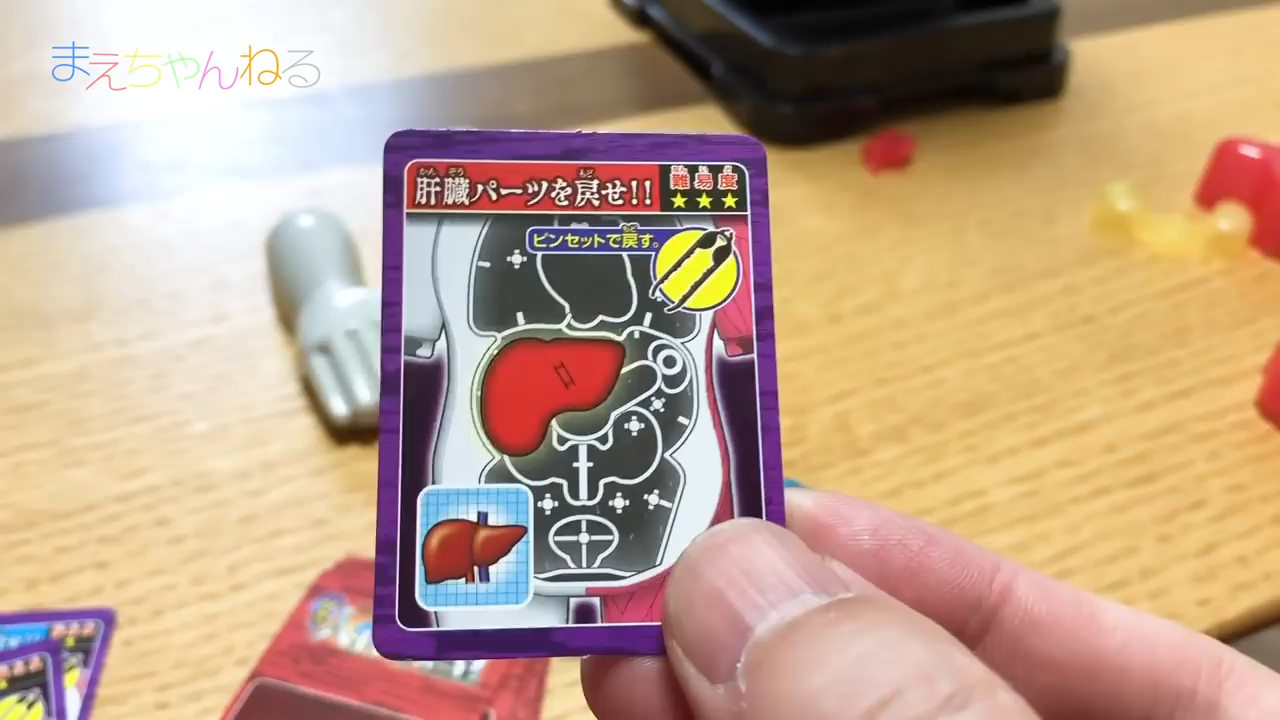 まえちゃんねる
肝臓パーツを戻せ!!
難易度
★★★
ピンセットで戻す。